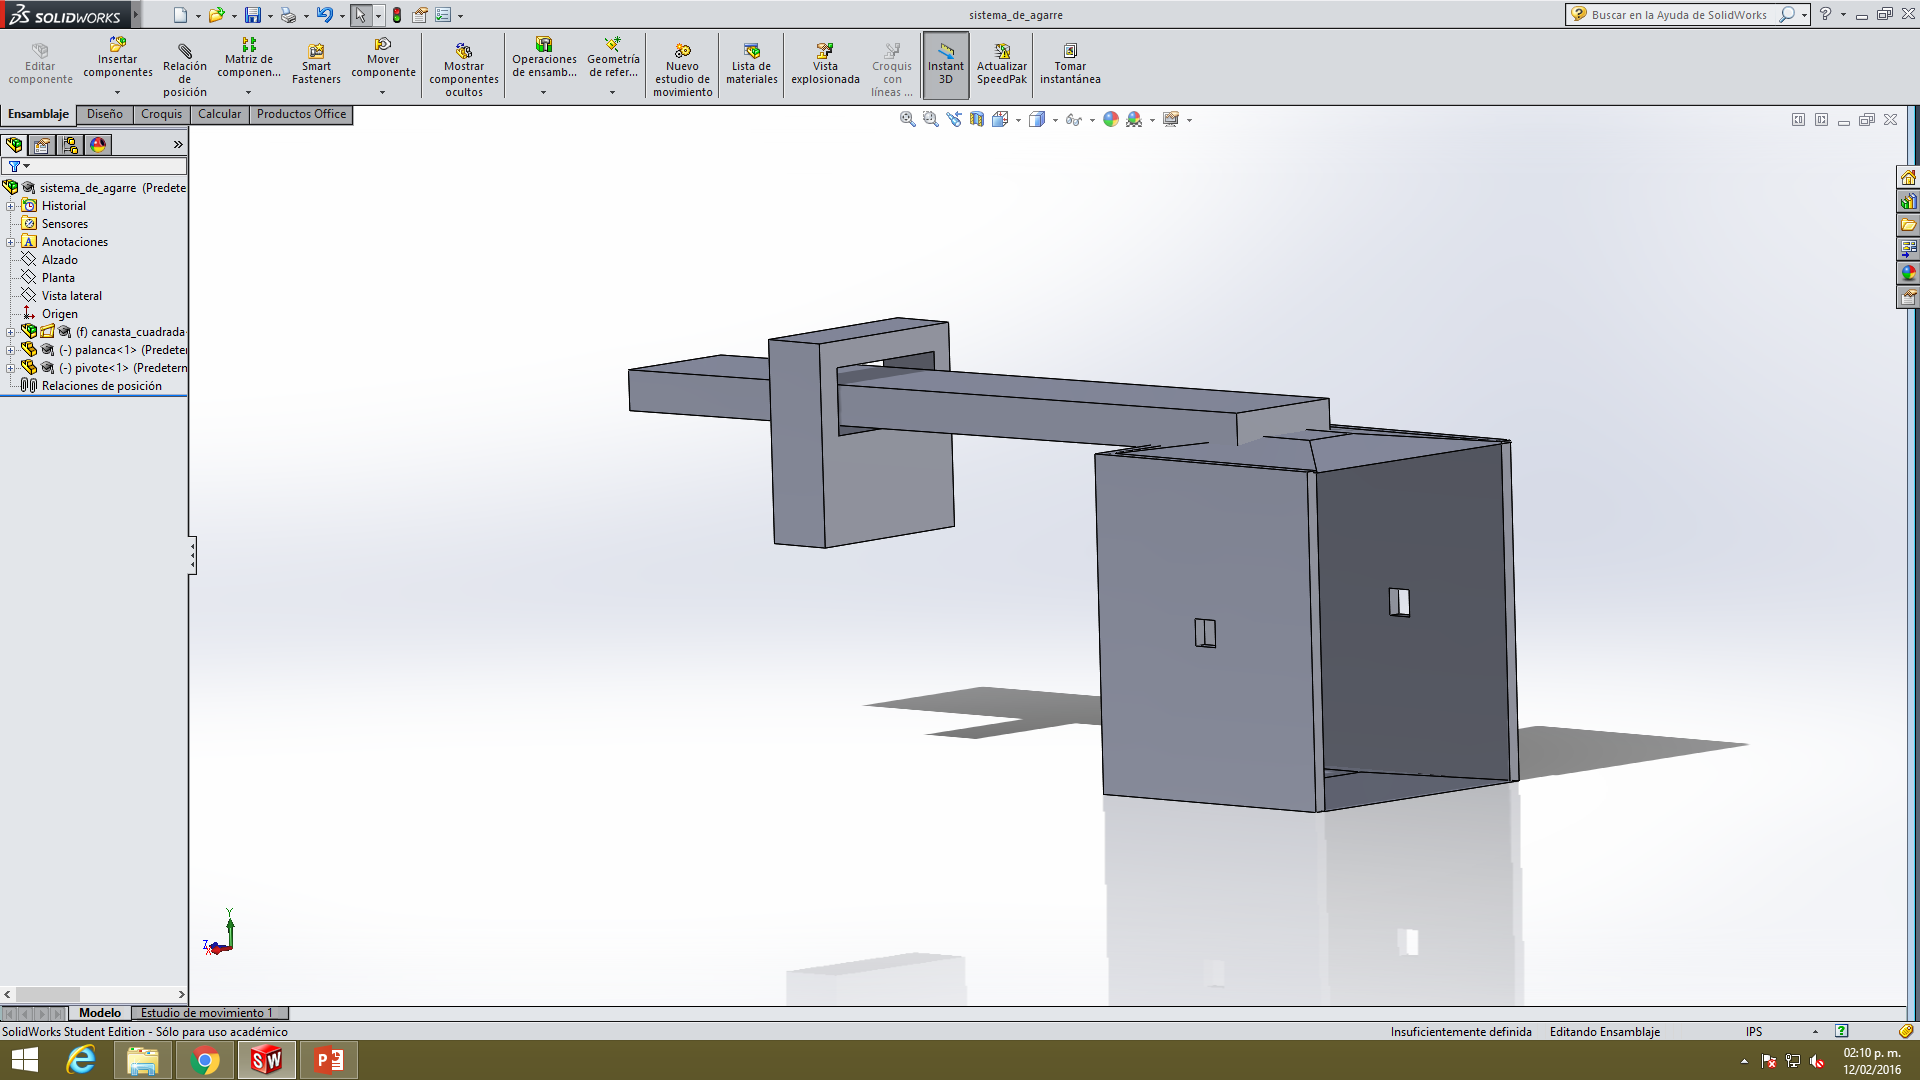 SOLIDWORKS
sistema_de_agarre
Buscar en la Ayuda de SolidWorks
Editar
componente
Insertar
componentes
Relación
de
posición
Matriz de
componen...
Smart
Fasteners
Mover
componente
Mostrar
componentes
ocultos
Operaciones
de ensamb...
Geometría
de refer...
Nuevo
estudio de
movimiento
Lista de
materiales
Vista
explosionada
Croquis
con
líneas ...
Instant
3D
Actualizar
SpeedPak
Tomar
instantánea
Ensamblaje
Diseño
Croquis
Calcular
Productos Office
sistema_de_agarre (Predete
Historial
Sensores
Anotaciones
Alzado
Planta
Vista lateral
Origen
(f) canasta_cuadrada
(-) palanca<1> (Predeter
(-) pivote<1> (Predetern
Relaciones de posición
Y
Z
X
Modelo
Estudio de movimiento 1
SolidWorks Student Edition - Sólo para uso académico
Insuficientemente definida
Editando Ensamblaje
IPS
02:10 p. m.
12/02/2016